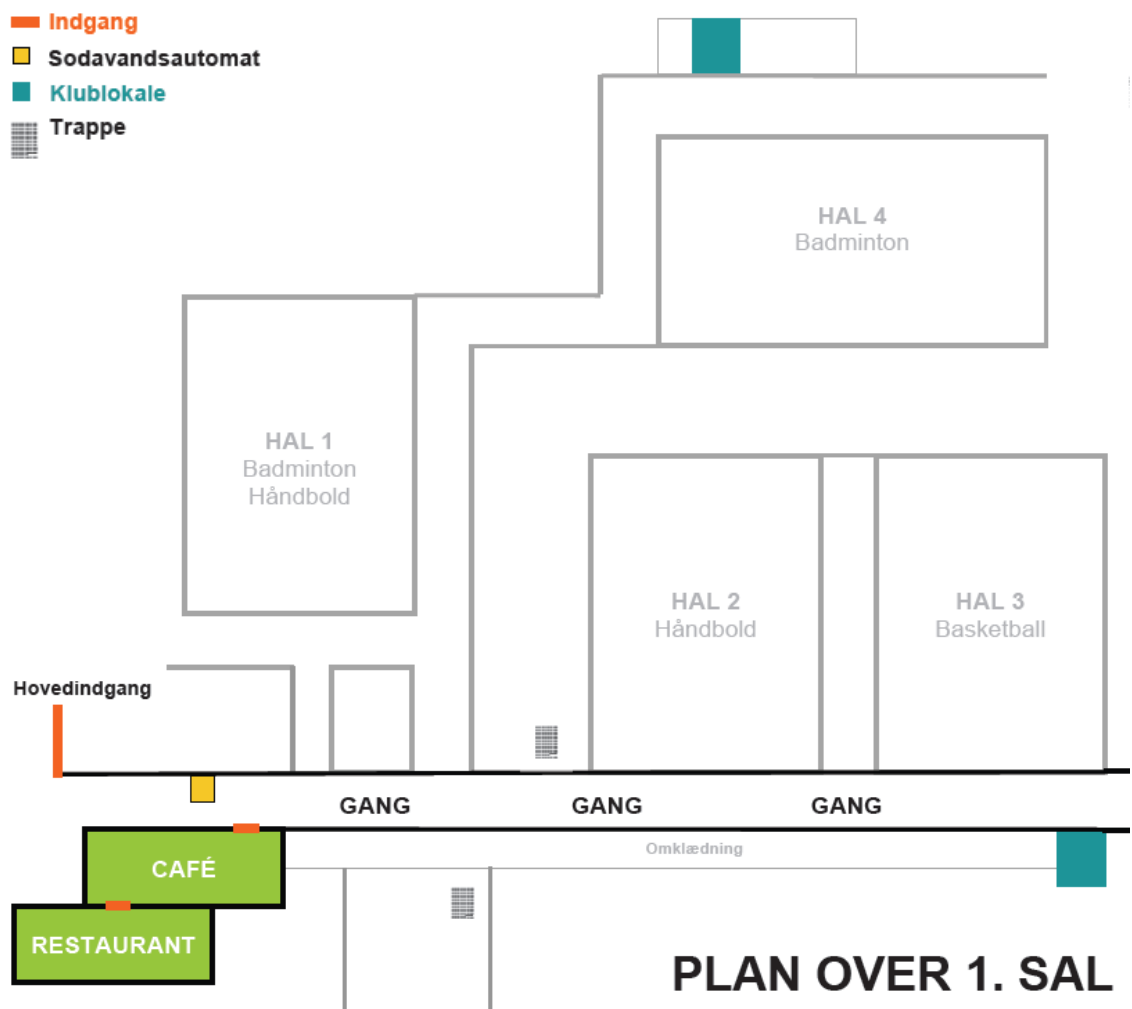 Indgang
Sodavandsautomat
Klublokale
Trappe
HAL 4
Badminton
HAL 1
Badminton
Håndbold
HAL 2
Håndbold
HAL 3
Basketball
Hovedindgang
GANG GANG GANG
Omklædning
CAFÉ
RESTAURANT
PLAN OVER 1. SAL